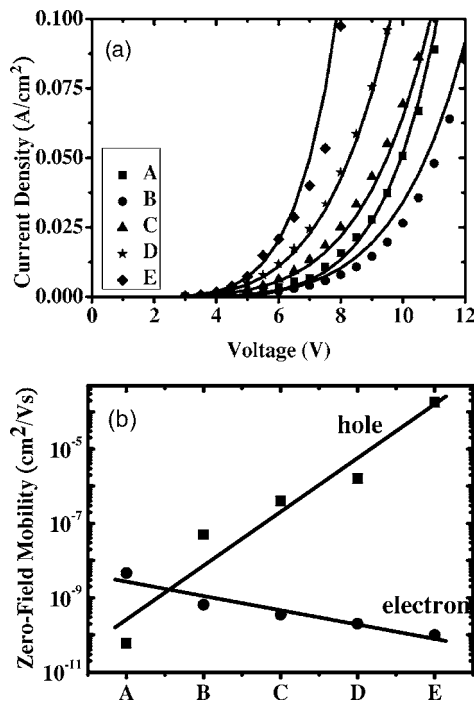 (a)
Current Density (A/cm²)
0.100
0.075
0.050
0.025
0.000
A
B
C
D
E
0 2 4 6 8 10 12
Voltage (V)
(b)
Zero-Field Mobility (cm²/Vs)
10⁻⁵
10⁻⁷
10⁻⁹
10⁻¹¹
hole
electron
A B C D E